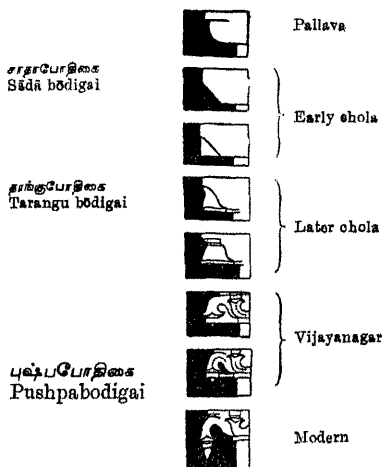 Pallava
சாதாபோதிகை
Sādā bōdigai
Early chola
தரங்குபோதிகை
Tarangu bōdigai
Later chola
Vijayanagar
புஷ்பபோதிகை
Pushpabodigai
Modern